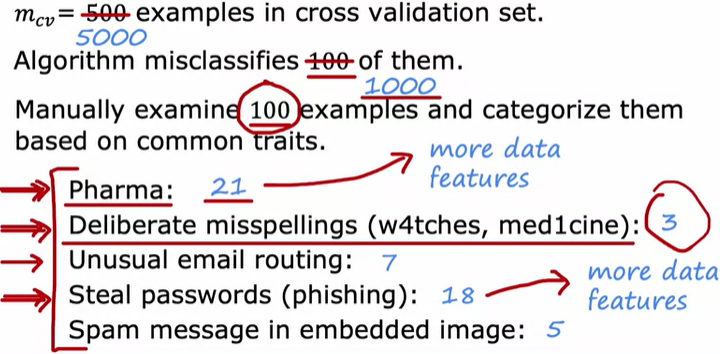 m_cv = 500 examples in cross validation set.
5000
Algorithm misclassifies 100 of them.
1000
Manually examine 100 examples and categorize them
based on common traits.
more data
features
Pharma: 21
Deliberate misspellings (w4tches, med1cine): 3
Unusual email routing: 7
more data
features
Steal passwords (phishing): 18
Spam message in embedded image: 5